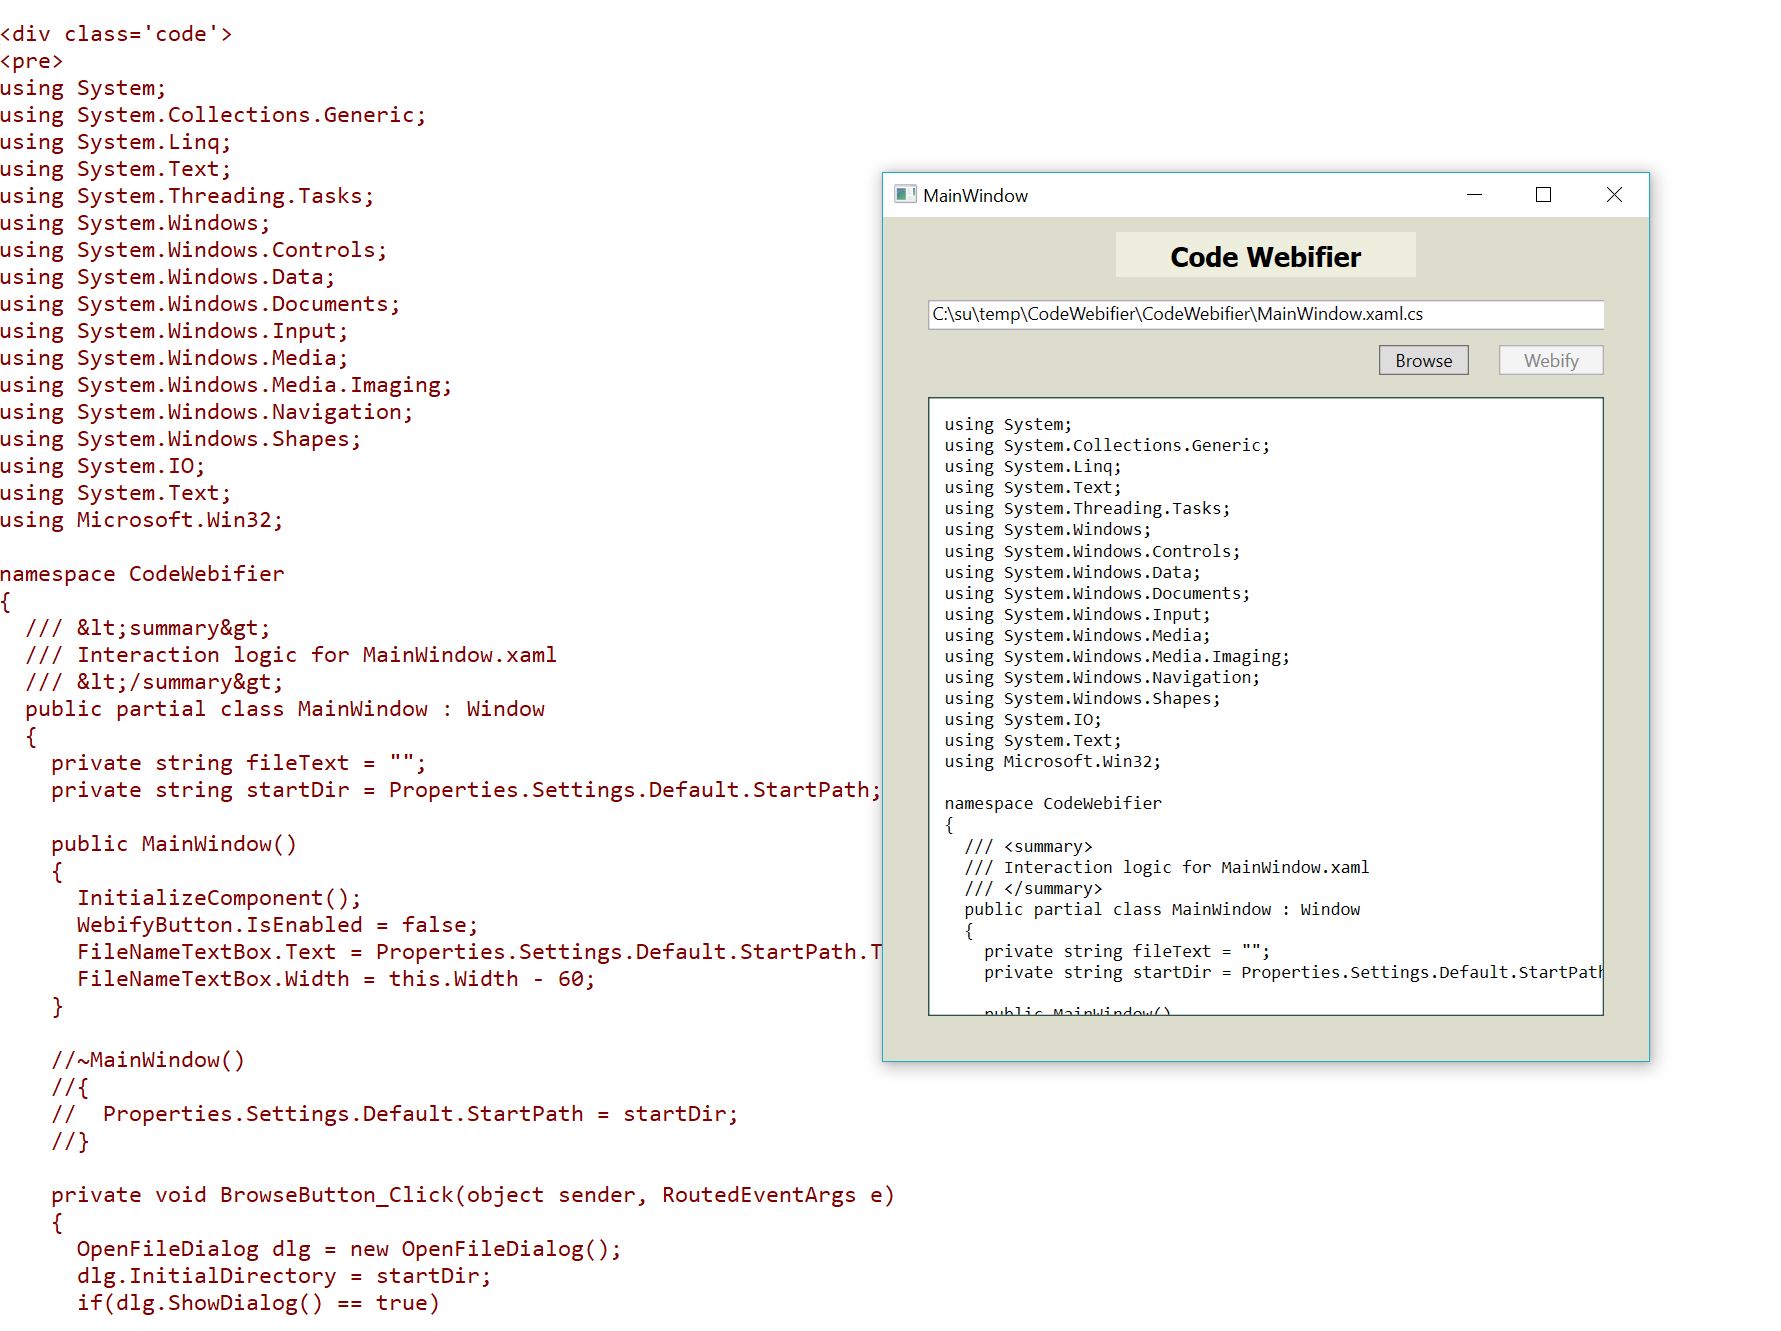 <div class='code'>
<pre>
using System;
using System.Collections.Generic;
using System.Linq;
using System.Text;
using System.Threading.Tasks;
using System.Windows;
using System.Windows.Controls;
using System.Windows.Data;
using System.Windows.Documents;
using System.Windows.Input;
using System.Windows.Media;
using System.Windows.Media.Imaging;
using System.Windows.Navigation;
using System.Windows.Shapes;
using System.IO;
using System.Text;
using Microsoft.Win32;

namespace CodeWebifier
{
  /// &lt;summary&gt;
  /// Interaction logic for MainWindow.xaml
  /// &lt;/summary&gt;
  public partial class MainWindow : Window
  {
    private string fileText = "";
    private string startDir = Properties.Settings.Default.StartPath;

    public MainWindow()
    {
      InitializeComponent();
      WebifyButton.IsEnabled = false;
      FileNameTextBox.Text = Properties.Settings.Default.StartPath.T
      FileNameTextBox.Width = this.Width - 60;
    }

    //~MainWindow()
    //{
    //  Properties.Settings.Default.StartPath = startDir;
    //}

    private void BrowseButton_Click(object sender, RoutedEventArgs e)
    {
      OpenFileDialog dlg = new OpenFileDialog();
      dlg.InitialDirectory = startDir;
      if(dlg.ShowDialog() == true)
MainWindow
Code Webifier
C:\su\temp\CodeWebifier\CodeWebifier\MainWindow.xaml.cs
Browse Webify
using System;
using System.Collections.Generic;
using System.Linq;
using System.Text;
using System.Threading.Tasks;
using System.Windows;
using System.Windows.Controls;
using System.Windows.Data;
using System.Windows.Documents;
using System.Windows.Input;
using System.Windows.Media;
using System.Windows.Media.Imaging;
using System.Windows.Navigation;
using System.Windows.Shapes;
using System.IO;
using System.Text;
using Microsoft.Win32;

namespace CodeWebifier
{
  /// <summary>
  /// Interaction logic for MainWindow.xaml
  /// </summary>
  public partial class MainWindow : Window
  {
    private string fileText = "";
    private string startDir = Properties.Settings.Default.StartPath

    public MainWindow()